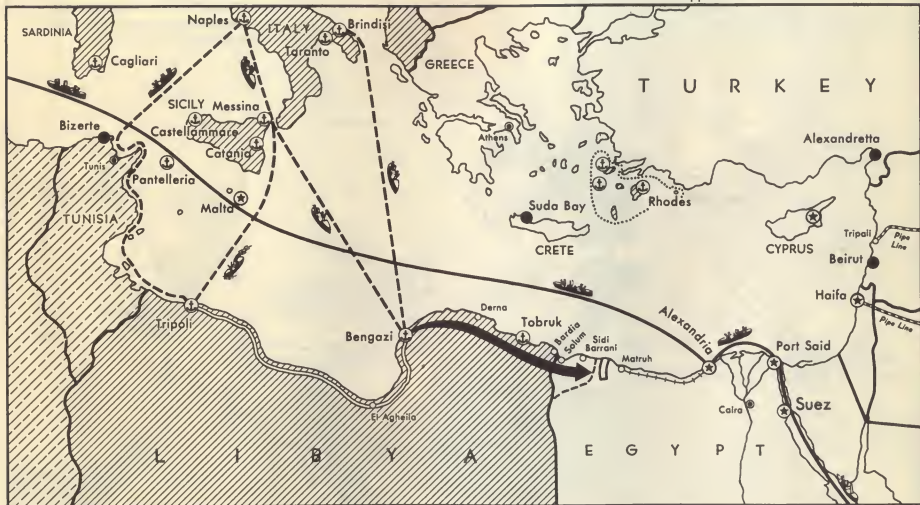 Naples
ITALY
Brindisi
SARDINIA
Taranto
Cagliari
GREECE
TURKEY
SICILY
Messina
Bizerte
Castellammare
Athens
Alexandretta
Tunis
Catania
Pantelleria
Rhodes
Malta
Suda Bay
TUNISIA
CRETE
CYPRUS
Tripoli
Pipe
Line
Beirut
Haifa
Tripoli
Derna
Bengazi
Tobruk
Alexandria
Pipe Line
Bardia
Solum
Sidi
Barrani
Matruh
Port Said
Cairo
Suez
El Agheila
LIBYA
EGYPT